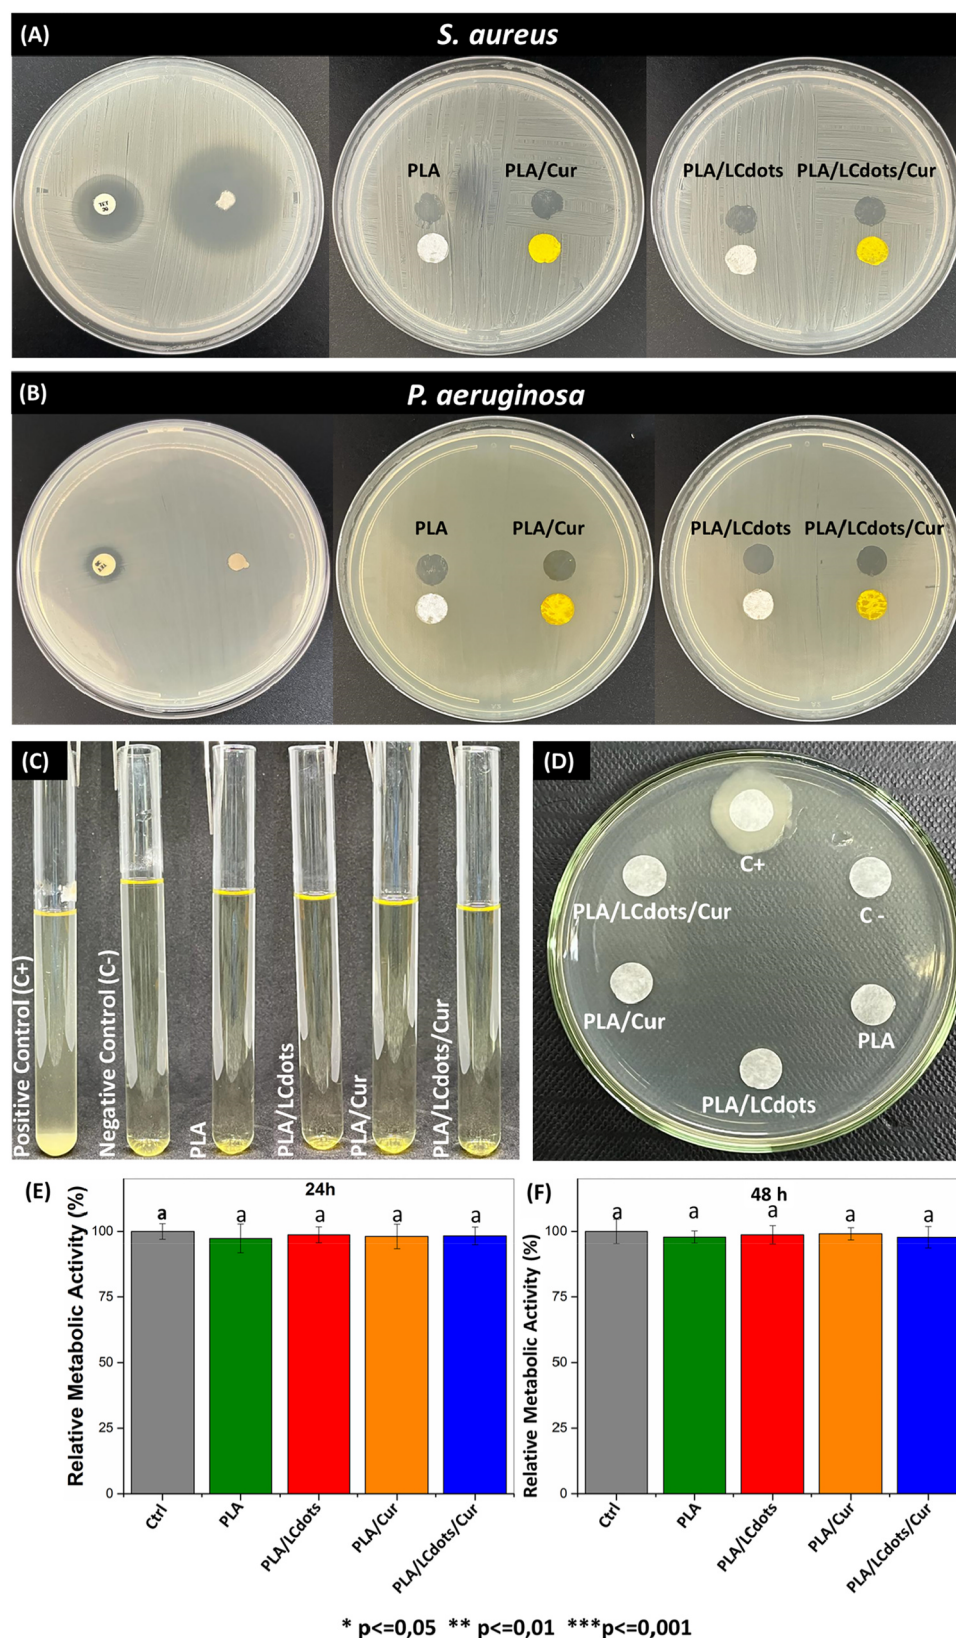 (A)
S. aureus
PLA
PLA/Cur
PLA/LCdots
PLA/LCdots/Cur
(B)
P. aeruginosa
PLA
PLA/Cur
PLA/LCdots
PLA/LCdots/Cur
(C)
Positive Control (C+)
Negative Control (C-)
PLA
PLA/LCdots
PLA/Cur
PLA/LCdots/Cur
(D)
C+
PLA/LCdots/Cur
C -
PLA/Cur
PLA
PLA/LCdots
(E)
24h
Relative Metabolic Activity (%)
100
75
50
25
0
a
a
a
a
a
Ctrl
PLA
PLA/LCdots
PLA/Cur
PLA/LCdots/Cur
(F)
48 h
Relative Metabolic Activity (%)
100
75
50
25
0
a
a
a
a
a
Ctrl
PLA
PLA/LCdots
PLA/Cur
PLA/LCdots/Cur
* p<=0,05 ** p<=0,01 ***p<=0,001